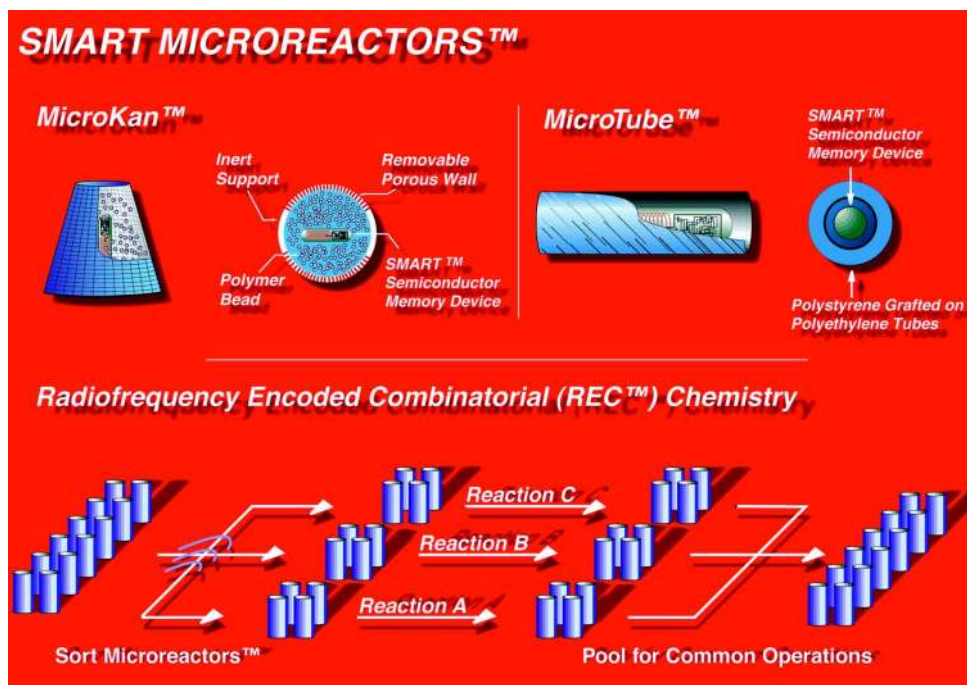 SMART MICROREACTORS™
MicroKan™
Inert
Support
Removable
Porous Wall
Polymer
Bead
SMART™
Semiconductor
Memory Device
MicroTube™
SMART™
Semiconductor
Memory Device
Polystyrene Grafted on
Polyethylene Tubes
Radiofrequency Encoded Combinatorial (REC™) Chemistry
Reaction C
Reaction B
Reaction A
Sort Microreactors™
Pool for Common Operations